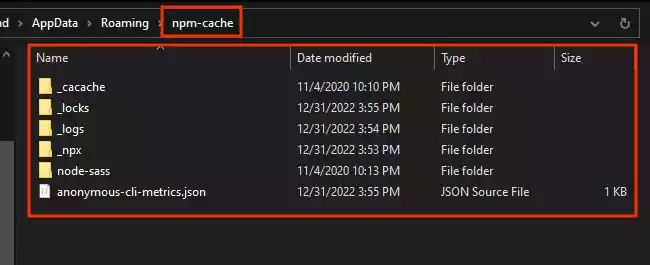 nd > AppData > Roaming > npm-cache
Name Date modified Type Size
_cacache 11/4/2020 10:10 PM File folder
_locks 12/31/2022 3:55 PM File folder
_logs 12/31/2022 3:54 PM File folder
_npx 12/31/2022 3:53 PM File folder
node-sass 11/4/2020 10:13 PM File folder
anonymous-cli-metrics.json 12/31/2022 3:55 PM JSON Source File 1 KB